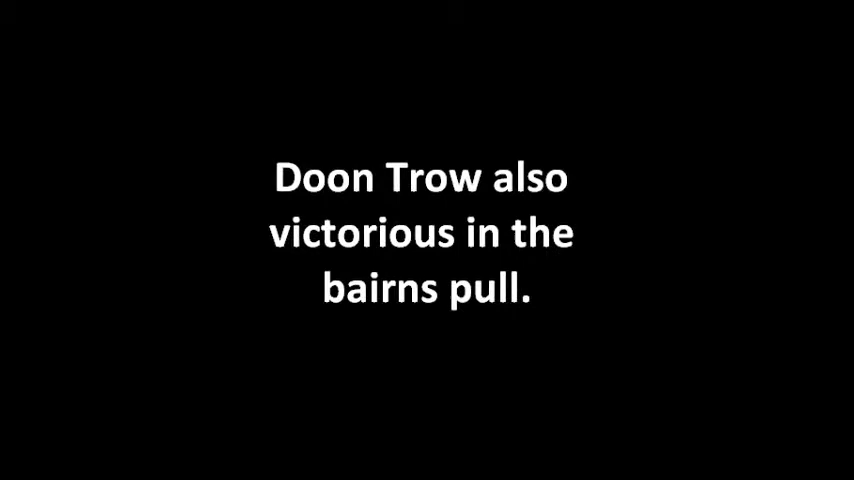 Doon Trow also
victorious in the
bairns pull.